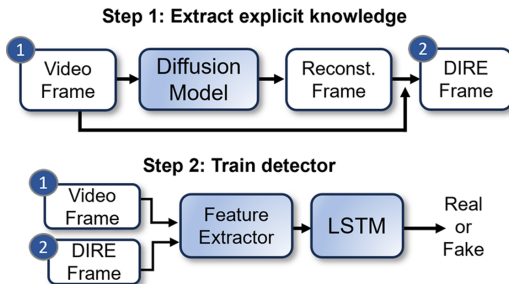 Step 1: Extract explicit knowledge
1
Video
Frame
Diffusion
Model
Reconst.
Frame
2
DIRE
Frame
Step 2: Train detector
1
Video
Frame
2
DIRE
Frame
Feature
Extractor
LSTM
Real
or
Fake